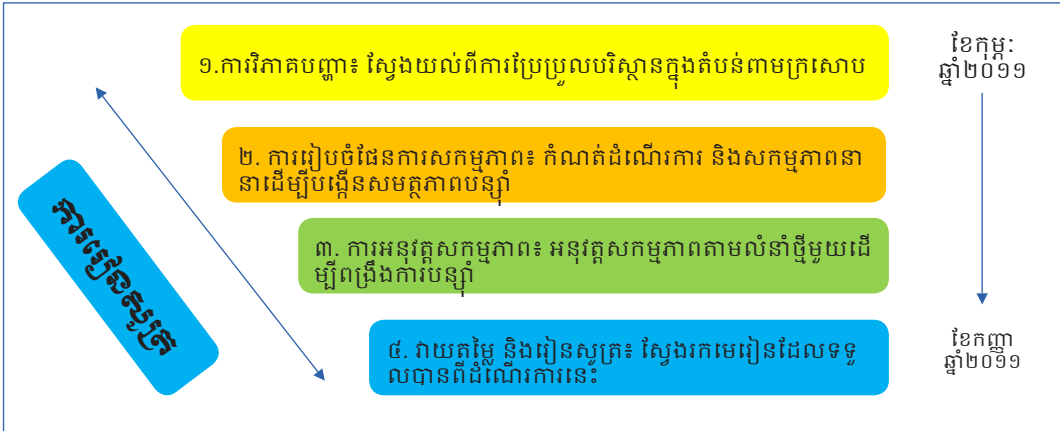 ១.ការវិភាគបញ្ហា៖ ស្វែងយល់ពីការប្រែប្រួលបរិស្ថានក្នុងតំបន់ពាមក្រសោប
ខែកុម្ភៈ
ឆ្នាំ២០១១
២. ការរៀបចំផែនការសកម្មភាព៖ កំណត់ដំណើរការ និងសកម្មភាពនា
នាដើម្បីបង្កើនសមត្ថភាពបន្ស៊ាំ
ការរៀនសូត្រ
៣. ការអនុវត្តសកម្មភាព៖ អនុវត្តសកម្មភាពតាមលំនាំថ្មីមួយដើ
ម្បីពង្រឹងការបន្ស៊ាំ
៤. វាយតម្លៃ និងរៀនសូត្រ៖ ស្វែងរកមេរៀនដែលទទួ
លបានពីដំណើរការនេះ
ខែកញ្ញា
ឆ្នាំ២០១១